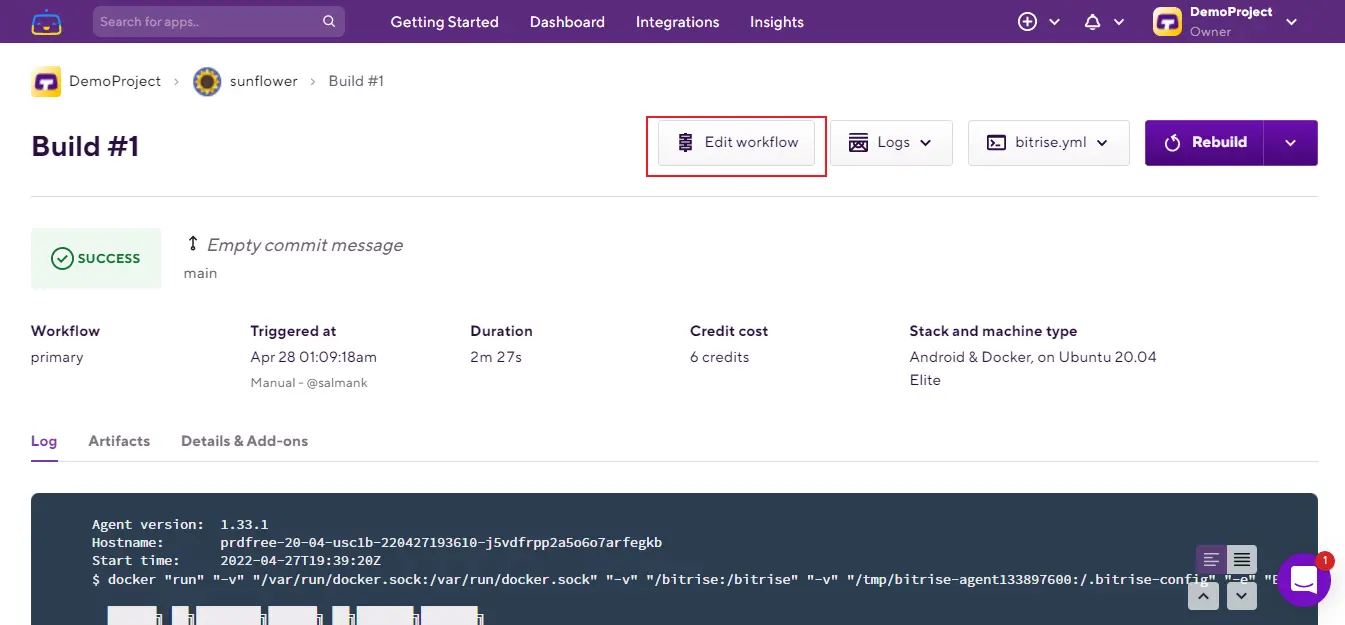 Search for apps..
Getting Started Dashboard Integrations Insights
DemoProject
Owner
DemoProject > sunflower > Build #1
Build #1
Edit workflow
Logs
bitrise.yml
Rebuild
SUCCESS
Empty commit message
main
Workflow
primary
Triggered at
Apr 28 01:09:18am
Manual - @salmank
Duration
2m 27s
Credit cost
6 credits
Stack and machine type
Android & Docker, on Ubuntu 20.04
Elite
Log Artifacts Details & Add-ons
Agent version: 1.33.1
Hostname: prdfree-20-04-usc1b-220427193610-j5vdfrpp2a5o6o7arfegkb
Start time: 2022-04-27T19:39:20Z
$ docker "run" "-v" "/var/run/docker.sock:/var/run/docker.sock" "-v" "/bitrise:/bitrise" "-v" "/tmp/bitrise-agent133897600:/.bitrise-config" "-e"
1